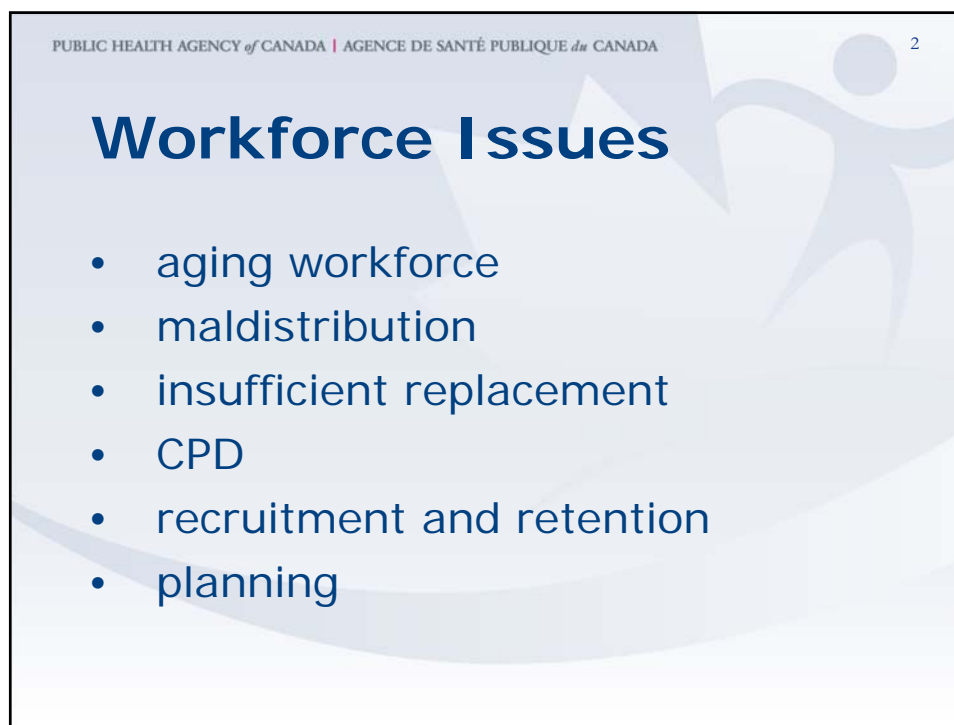 PUBLIC HEALTH AGENCY of CANADA | AGENCE DE SANTÉ PUBLIQUE du CANADA
2
Workforce Issues
• aging workforce
• maldistribution
• insufficient replacement
• CPD
• recruitment and retention
• planning